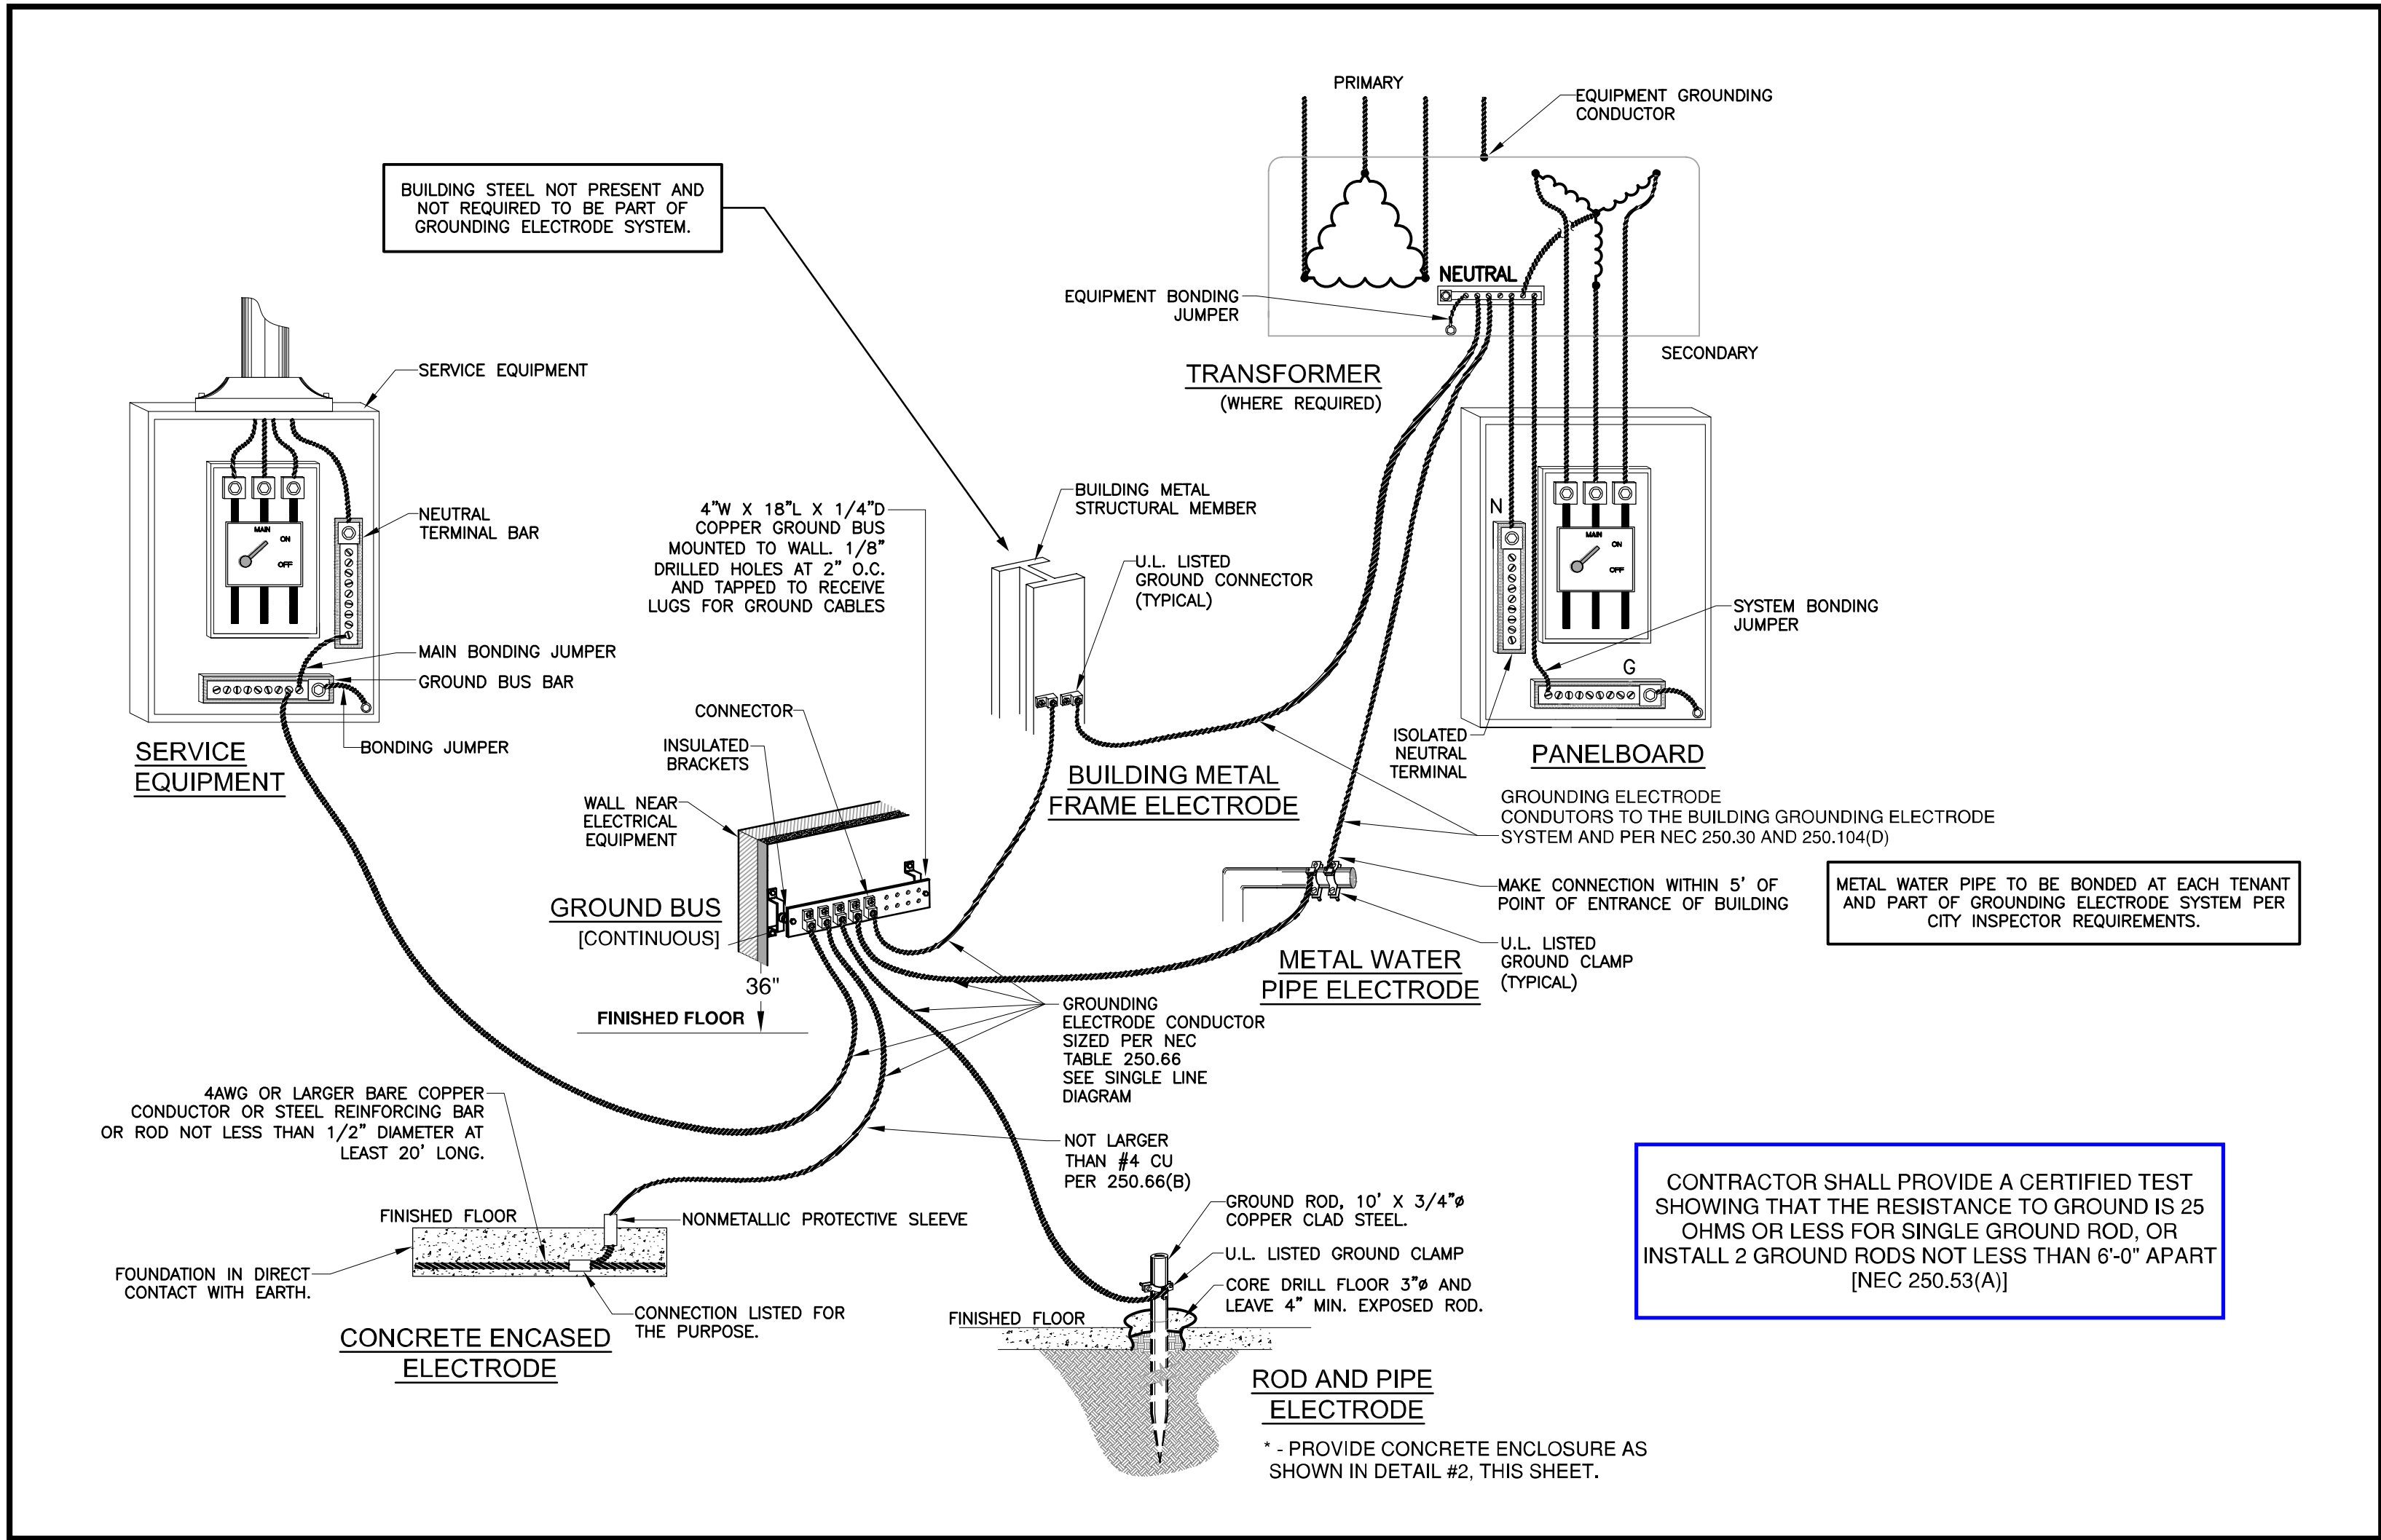 PRIMARY
EQUIPMENT GROUNDING
CONDUCTOR
BUILDING STEEL NOT PRESENT AND
NOT REQUIRED TO BE PART OF
GROUNDING ELECTRODE SYSTEM.
NEUTRAL
EQUIPMENT BONDING
JUMPER
SECONDARY
TRANSFORMER
(WHERE REQUIRED)
SERVICE EQUIPMENT
MAIN
ON
OFF
NEUTRAL
TERMINAL BAR
MAIN BONDING JUMPER
GROUND BUS BAR
BONDING JUMPER
SERVICE
EQUIPMENT
4"W X 18"L X 1/4"D
COPPER GROUND BUS
MOUNTED TO WALL. 1/8"
DRILLED HOLES AT 2" O.C.
AND TAPPED TO RECEIVE
LUGS FOR GROUND CABLES
BUILDING METAL
STRUCTURAL MEMBER
U.L. LISTED
GROUND CONNECTOR
(TYPICAL)
N
MAIN
ON
OFF
G
SYSTEM BONDING
JUMPER
ISOLATED
NEUTRAL
TERMINAL
PANELBOARD
CONNECTOR
INSULATED
BRACKETS
WALL NEAR
ELECTRICAL
EQUIPMENT
BUILDING METAL
FRAME ELECTRODE
GROUNDING ELECTRODE
CONDUTORS TO THE BUILDING GROUNDING ELECTRODE
SYSTEM AND PER NEC 250.30 AND 250.104(D)
GROUND BUS
[CONTINUOUS]
36"
FINISHED FLOOR
MAKE CONNECTION WITHIN 5' OF
POINT OF ENTRANCE OF BUILDING
METAL WATER PIPE TO BE BONDED AT EACH TENANT
AND PART OF GROUNDING ELECTRODE SYSTEM PER
CITY INSPECTOR REQUIREMENTS.
U.L. LISTED
GROUND CLAMP
(TYPICAL)
METAL WATER
PIPE ELECTRODE
GROUNDING
ELECTRODE CONDUCTOR
SIZED PER NEC
TABLE 250.66
SEE SINGLE LINE
DIAGRAM
4AWG OR LARGER BARE COPPER
CONDUCTOR OR STEEL REINFORCING BAR
OR ROD NOT LESS THAN 1/2" DIAMETER AT
LEAST 20' LONG.
NOT LARGER
THAN #4 CU
PER 250.66(B)
FINISHED FLOOR
NONMETALLIC PROTECTIVE SLEEVE
FOUNDATION IN DIRECT
CONTACT WITH EARTH.
CONNECTION LISTED FOR
THE PURPOSE.
CONCRETE ENCASED
ELECTRODE
GROUND ROD, 10' X 3/4"ø
COPPER CLAD STEEL.
U.L. LISTED GROUND CLAMP
CORE DRILL FLOOR 3"ø AND
LEAVE 4" MIN. EXPOSED ROD.
FINISHED FLOOR
ROD AND PIPE
ELECTRODE
* - PROVIDE CONCRETE ENCLOSURE AS
SHOWN IN DETAIL #2, THIS SHEET.
CONTRACTOR SHALL PROVIDE A CERTIFIED TEST
SHOWING THAT THE RESISTANCE TO GROUND IS 25
OHMS OR LESS FOR SINGLE GROUND ROD, OR
INSTALL 2 GROUND RODS NOT LESS THAN 6'-0" APART
[NEC 250.53(A)]